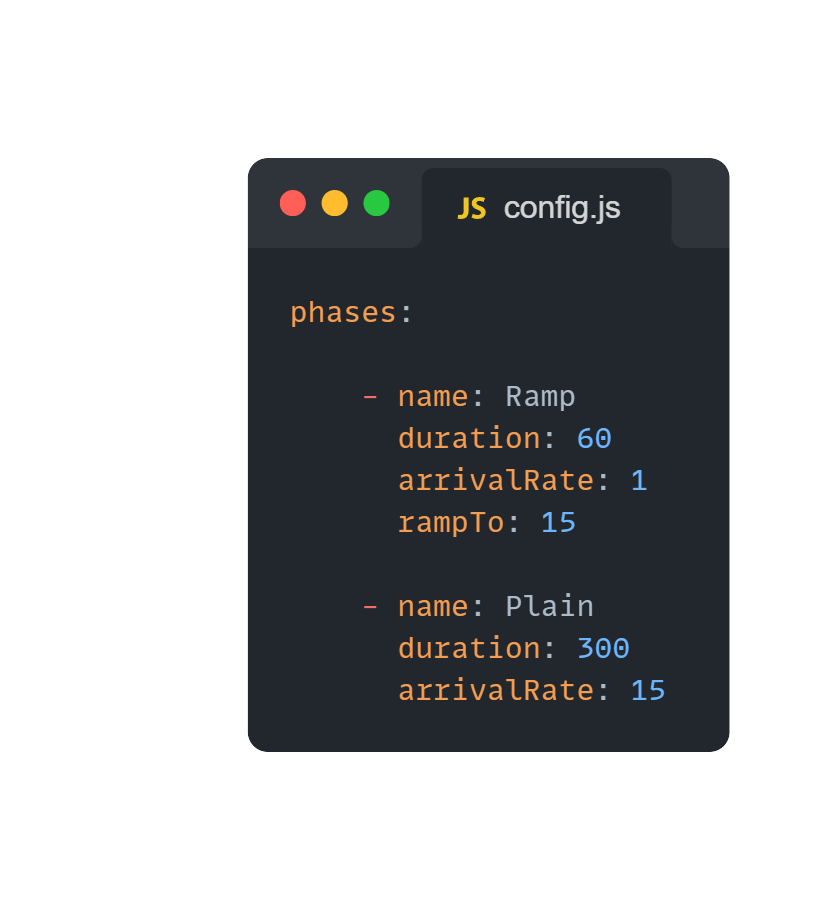 JS config.js
phases:
- name: Ramp
duration: 60
arrivalRate: 1
rampTo: 15
- name: Plain
duration: 300
arrivalRate: 15